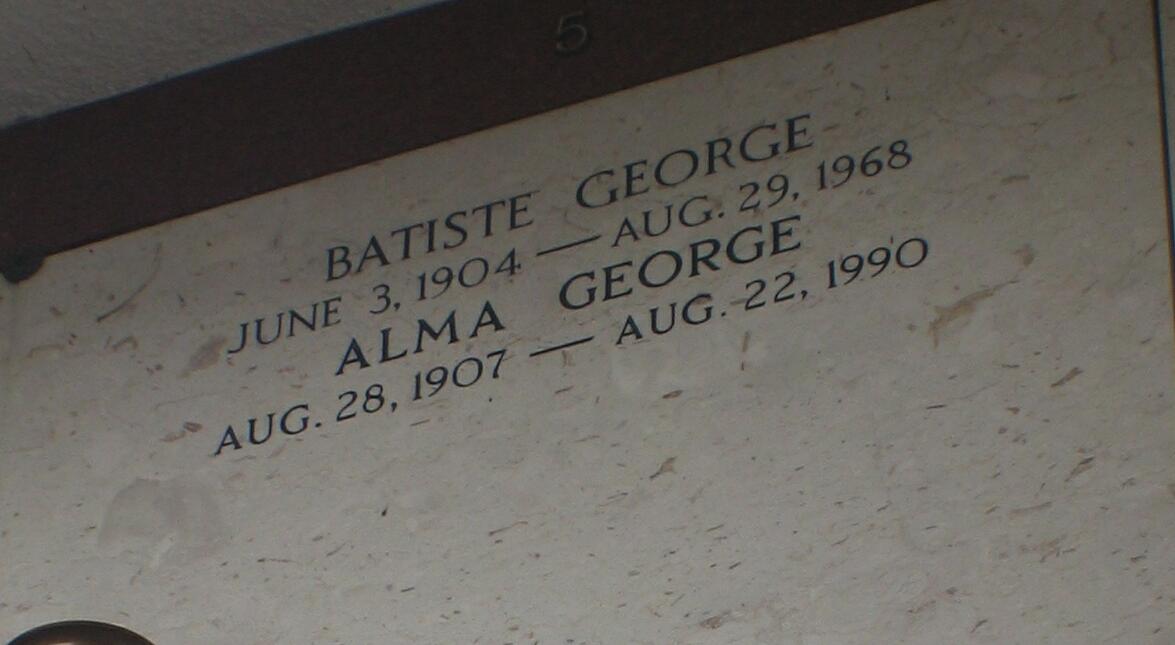 5
BATISTE GEORGE
JUNE 3, 1904 — AUG. 29, 1968
ALMA GEORGE
AUG. 28, 1907 — AUG. 22, 1990